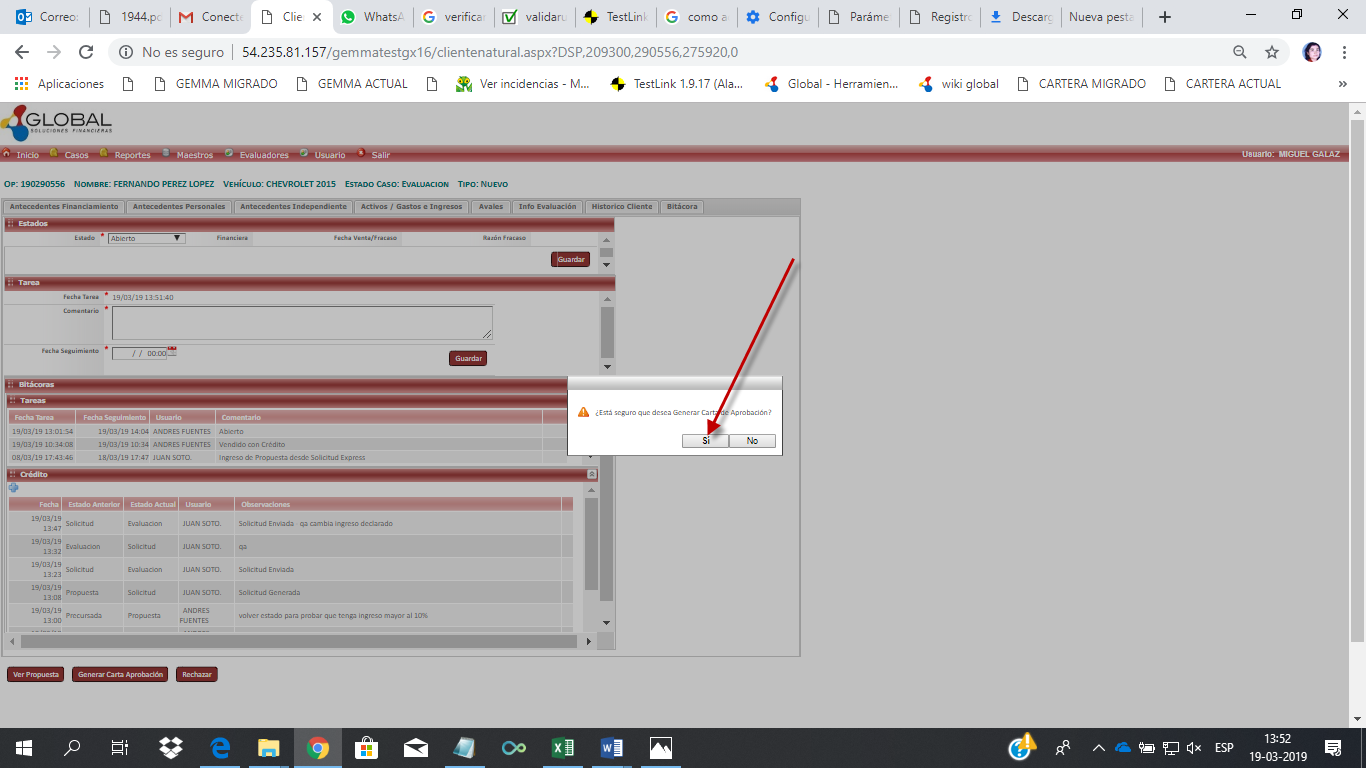 Correo: 1944.pd Conecta Clie WhatsA verificar validaru TestLink como a Configu Paráme Registro Descarg Nueva pesta
No es seguro | 54.235.81.157/gemmatestgx16/clientenatural.aspx?DSP,209300,290556,275920,0
Aplicaciones GEMMA MIGRADO GEMMA ACTUAL Ver incidencias - M... TestLink 1.9.17 (Ala... Global - Herramien... wiki global CARTERA MIGRADO CARTERA ACTUAL »
GLOBAL
SOLUCIONES FINANCIERAS
Inicio Casos Reportes Maestros Evaluadores Usuario Salir Usuario: MIGUEL GALAZ
Op: 190290556 Nombre: FERNANDO PEREZ LOPEZ Vehículo: CHEVROLET 2015 Estado Caso: Evaluacion Tipo: Nuevo
Antecedentes Financiamiento Antecedentes Personales Antecedentes Independiente Activos / Gastos e Ingresos Avales Info Evaluación Historico Cliente Bitácora
Estados
Estado * Abierto Financiera Fecha Venta/Fracaso Razón Fracaso
Guardar
Tarea
Fecha Tarea * 19/03/19 13:51:40
Comentario *
Fecha Seguimiento * / / 00:00
Guardar
Bitácoras
Tareas
Fecha Tarea Fecha Seguimiento Usuario Comentario
19/03/19 13:01:54 19/03/19 14:04 ANDRES FUENTES Abierto
19/03/19 10:34:08 19/03/19 10:34 ANDRES FUENTES Vendido con Crédito
08/03/19 17:43:46 18/03/19 17:47 JUAN SOTO. Ingreso de Propuesta desde Solicitud Express
¿Está seguro que desea Generar Carta de Aprobación?
Si No
Crédito
Fecha Estado Anterior Estado Actual Usuario Observaciones
19/03/19 13:47 Solicitud Evaluacion JUAN SOTO. Solicitud Enviada - qa cambia ingreso declarado
19/03/19 13:32 Evaluacion Solicitud JUAN SOTO. qa
19/03/19 13:23 Solicitud Evaluacion JUAN SOTO. Solicitud Enviada
19/03/19 13:08 Propuesta Solicitud JUAN SOTO. Solicitud Generada
19/03/19 13:00 Precursada Propuesta ANDRES FUENTES volver estado para probar que tenga ingreso mayor al 10%
Ver Propuesta Generar Carta Aprobación Rechazar
ESP
13:52
19-03-2019